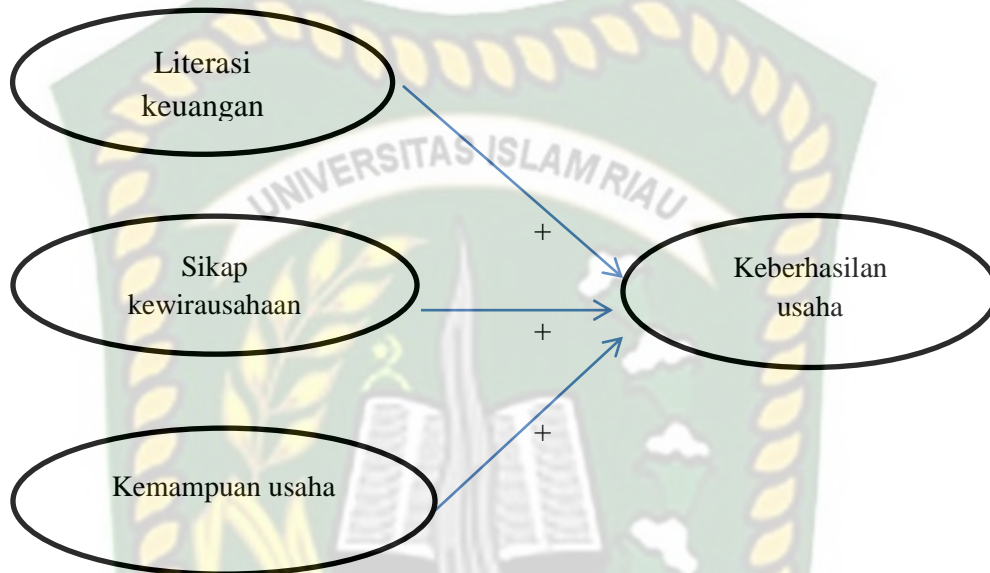 Literasi
keuangan
UNIVERSITAS ISLAM RIAU
+
Sikap
kewirausahaan
Keberhasilan
usaha
+
+
Kemampuan usaha